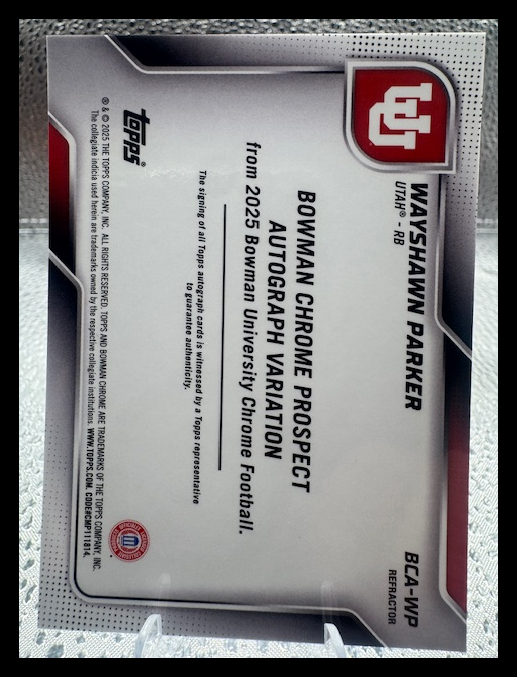 WAYSHAWN PARKER
UTAH® - RB
BCA-WP
REFRACTOR
BOWMAN CHROME PROSPECT
AUTOGRAPH VARIATION
from 2025 Bowman University Chrome Football.
The signing of all Topps autograph cards is witnessed by a Topps representative
to guarantee authenticity.
TOPPS®
® & © 2025 THE TOPPS COMPANY, INC. ALL RIGHTS RESERVED. TOPPS AND BOWMAN CHROME ARE TRADEMARKS OF THE TOPPS COMPANY, INC.
The collegiate indicia used herein are trademarks owned by the respective collegiate institutions. WWW.TOPPS.COM. CODE#CMP111814.